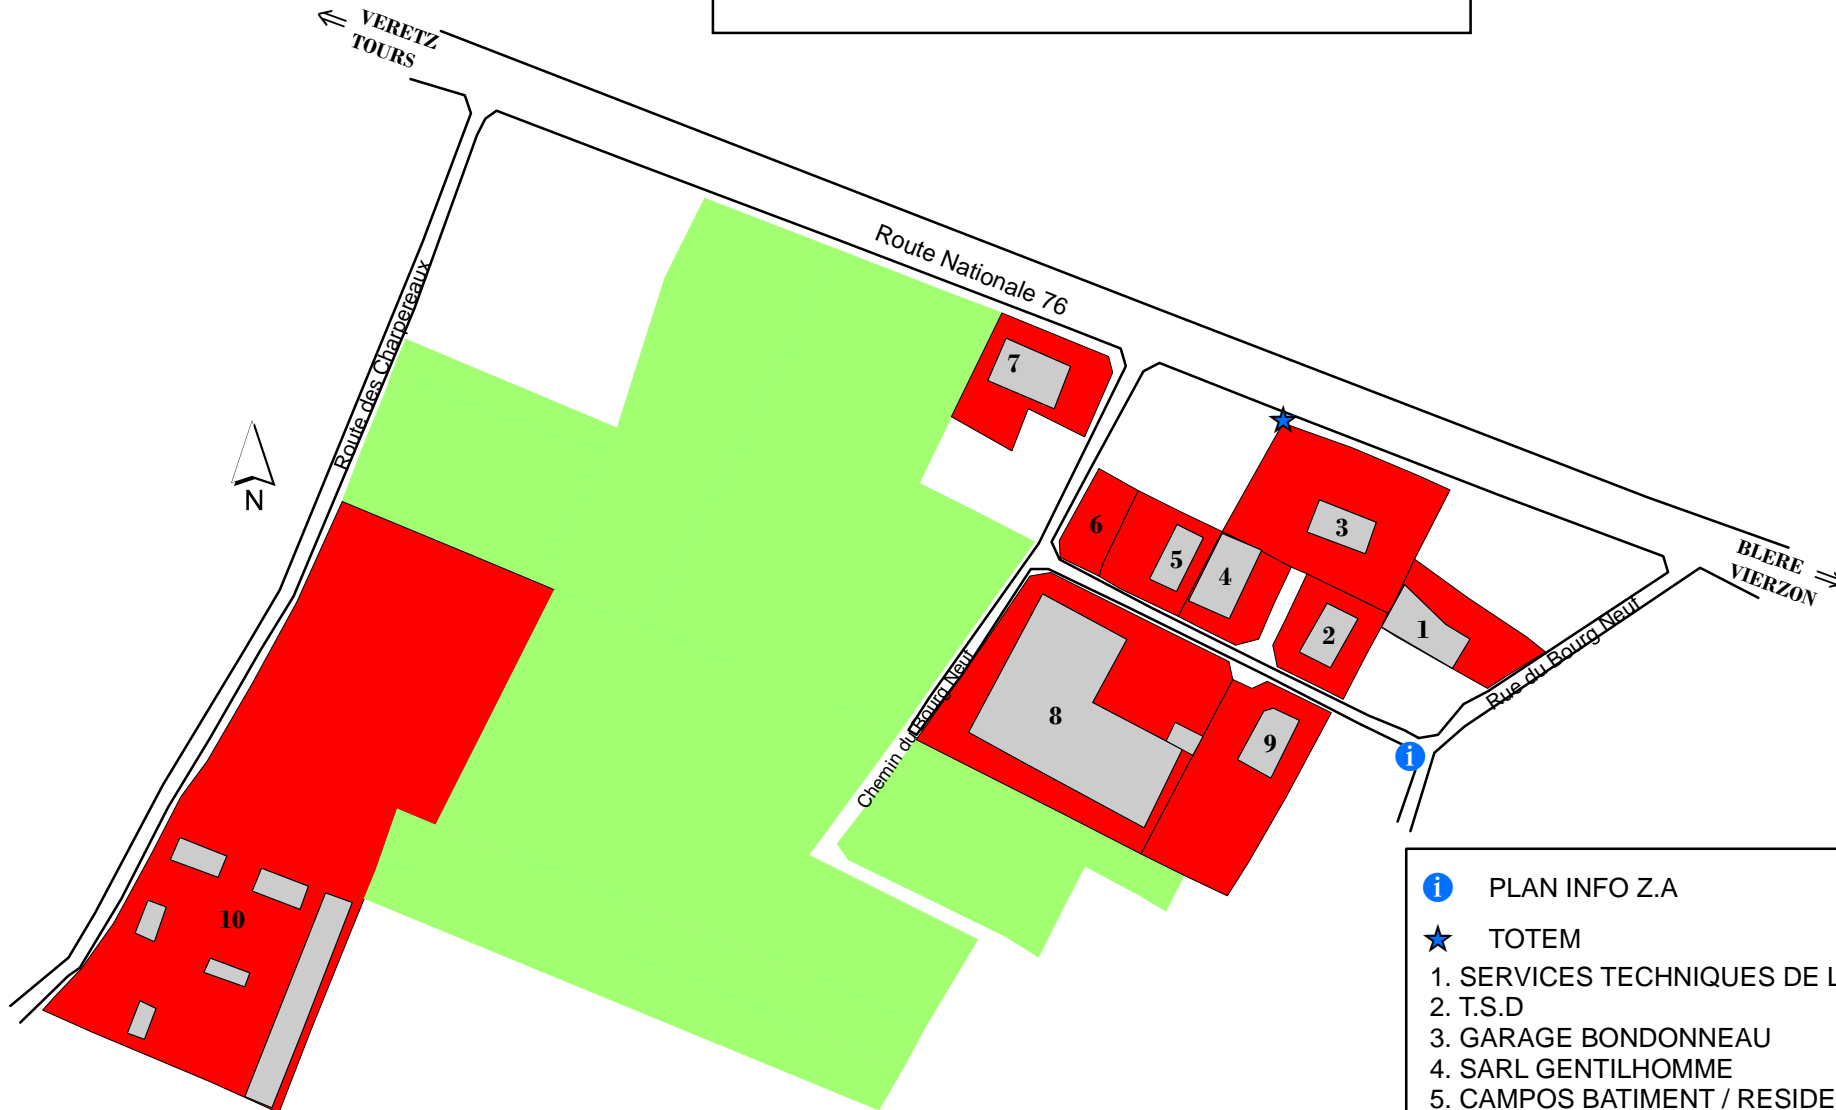 ⇐ VERETZ
TOURS
Route Nationale 76
Route des Charpereaux
N
7
6
5
4
3
2
1
BLERE ⇒
VIERZON
Rue du Bourg Neuf
Chemin du Bourg Neuf
8
9
10
i
i PLAN INFO Z.A
TOTEM
1. SERVICES TECHNIQUES DE L
2. T.S.D
3. GARAGE BONDONNEAU
4. SARL GENTILHOMME
5. CAMPOS BATIMENT / RESIDE